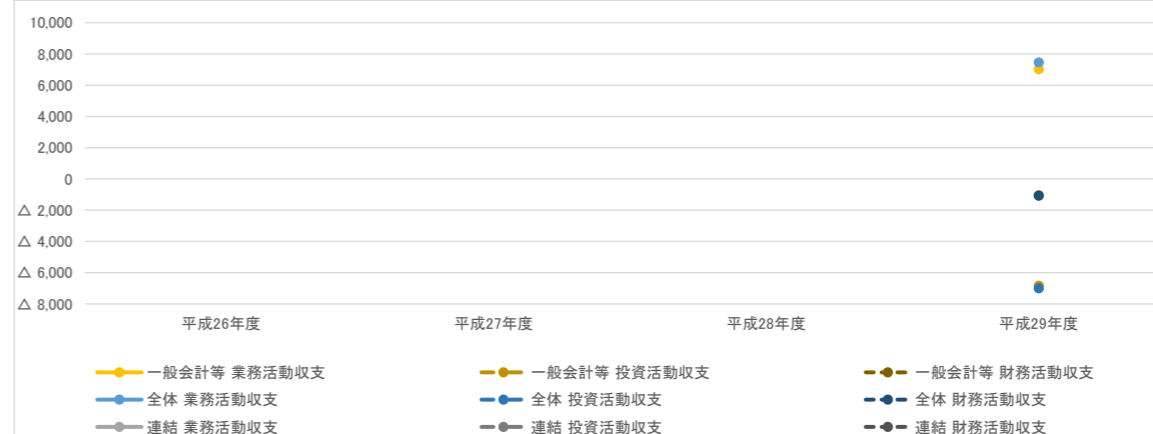 10,000
8,000
6,000
4,000
2,000
0
△ 2,000
△ 4,000
△ 6,000
△ 8,000
平成26年度 平成27年度 平成28年度 平成29年度
一般会計等 業務活動収支 一般会計等 投資活動収支 一般会計等 財務活動収支
全体 業務活動収支 全体 投資活動収支 全体 財務活動収支
連結 業務活動収支 連結 投資活動収支 連結 財務活動収支